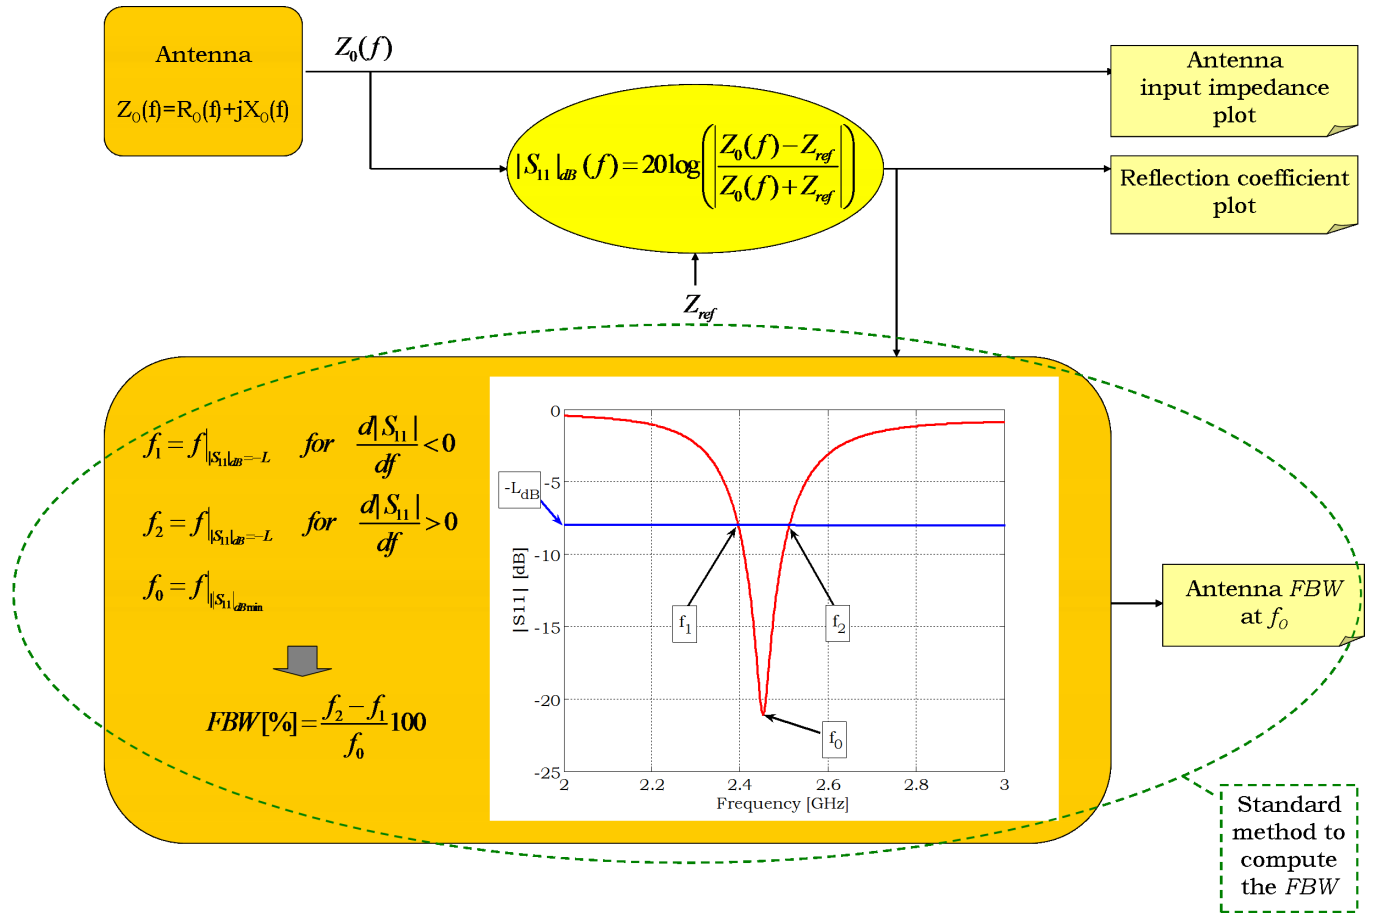 Antenna
Z₀(f)=R₀(f)+jX₀(f)
Z₀(f)
Antenna
input impedance
plot
|S₁₁|dB (f) = 20log(|(Z₀(f)−Zref)/(Z₀(f)+Zref)|)
Reflection coefficient
plot
Zref
f₁ = f| |S₁₁|dB=−L for d|S₁₁|/df < 0
f₂ = f| |S₁₁|dB=−L for d|S₁₁|/df > 0
f₀ = f| |S₁₁|dBmin
FBW[%] = (f₂ − f₁)/f₀ 100
0
-5
-10
-15
-20
-25
-LdB
|S11| [dB]
f₁
f₂
f₀
2
2.2
2.4
2.6
2.8
3
Frequency [GHz]
Antenna FBW
at f₀
Standard
method to
compute
the FBW